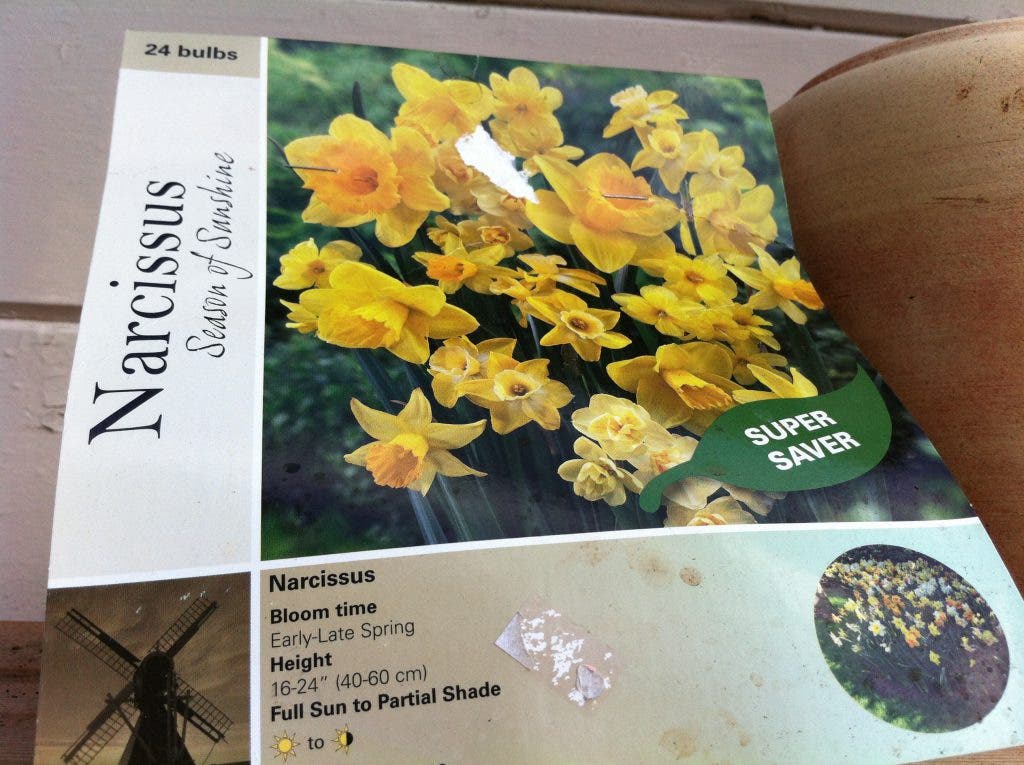 24 bulbs
Narcissus
Season of Sunshine
SUPER
SAVER
Narcissus
Bloom time
Early-Late Spring
Height
16-24" (40-60 cm)
Full Sun to Partial Shade
to